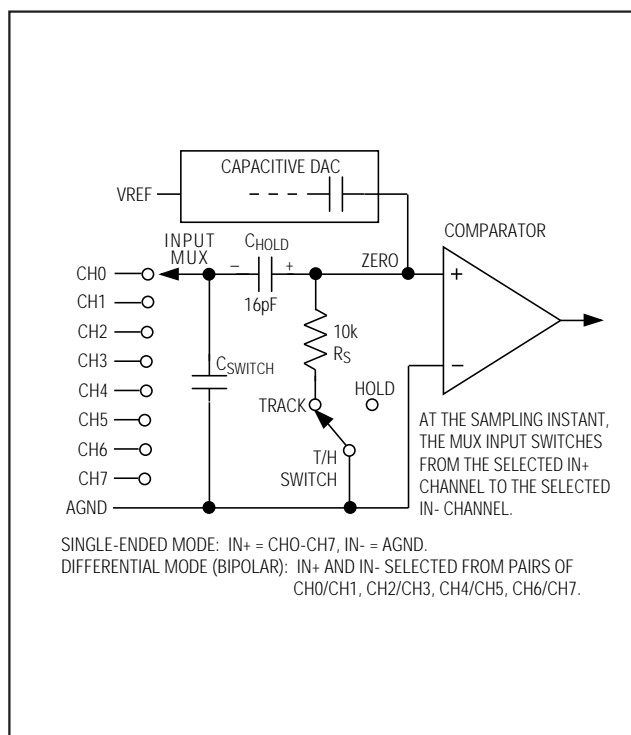 CAPACITIVE DAC
VREF
COMPARATOR
INPUT
MUX
CHOLD
– +
16pF
ZERO
+
–
CH0
CH1
CH2
CH3
CH4
CH5
CH6
CH7
AGND
CSWITCH
10k
RS
TRACK
HOLD
T/H
SWITCH
AT THE SAMPLING INSTANT,
THE MUX INPUT SWITCHES
FROM THE SELECTED IN+
CHANNEL TO THE SELECTED
IN- CHANNEL.
SINGLE-ENDED MODE: IN+ = CHO-CH7, IN- = AGND.
DIFFERENTIAL MODE (BIPOLAR): IN+ AND IN- SELECTED FROM PAIRS OF
CH0/CH1, CH2/CH3, CH4/CH5, CH6/CH7.